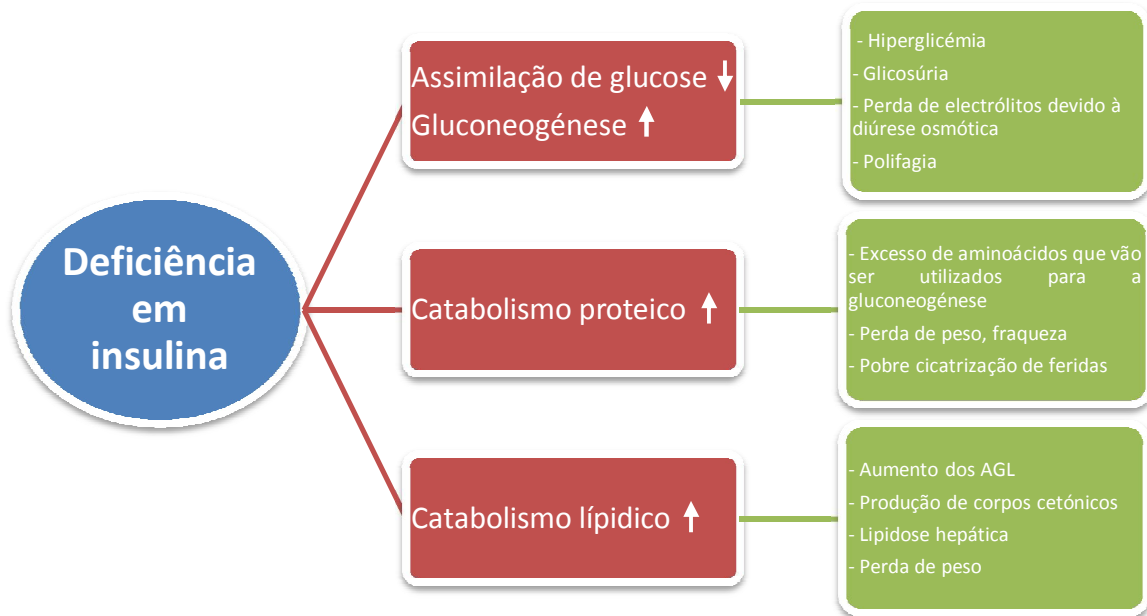 Deficiência
em
insulina
Assimilação de glucose ↓
Gluconeogénese ↑
- Hiperglicémia
- Glicosúria
- Perda de electrólitos devido à
diúrese osmótica
- Polifagia
Catabolismo proteico ↑
- Excesso de aminoácidos que vão
ser utilizados para a
gluconeogénese
- Perda de peso, fraqueza
- Pobre cicatrização de feridas
Catabolismo lípidico ↑
- Aumento dos AGL
- Produção de corpos cetónicos
- Lipidose hepática
- Perda de peso